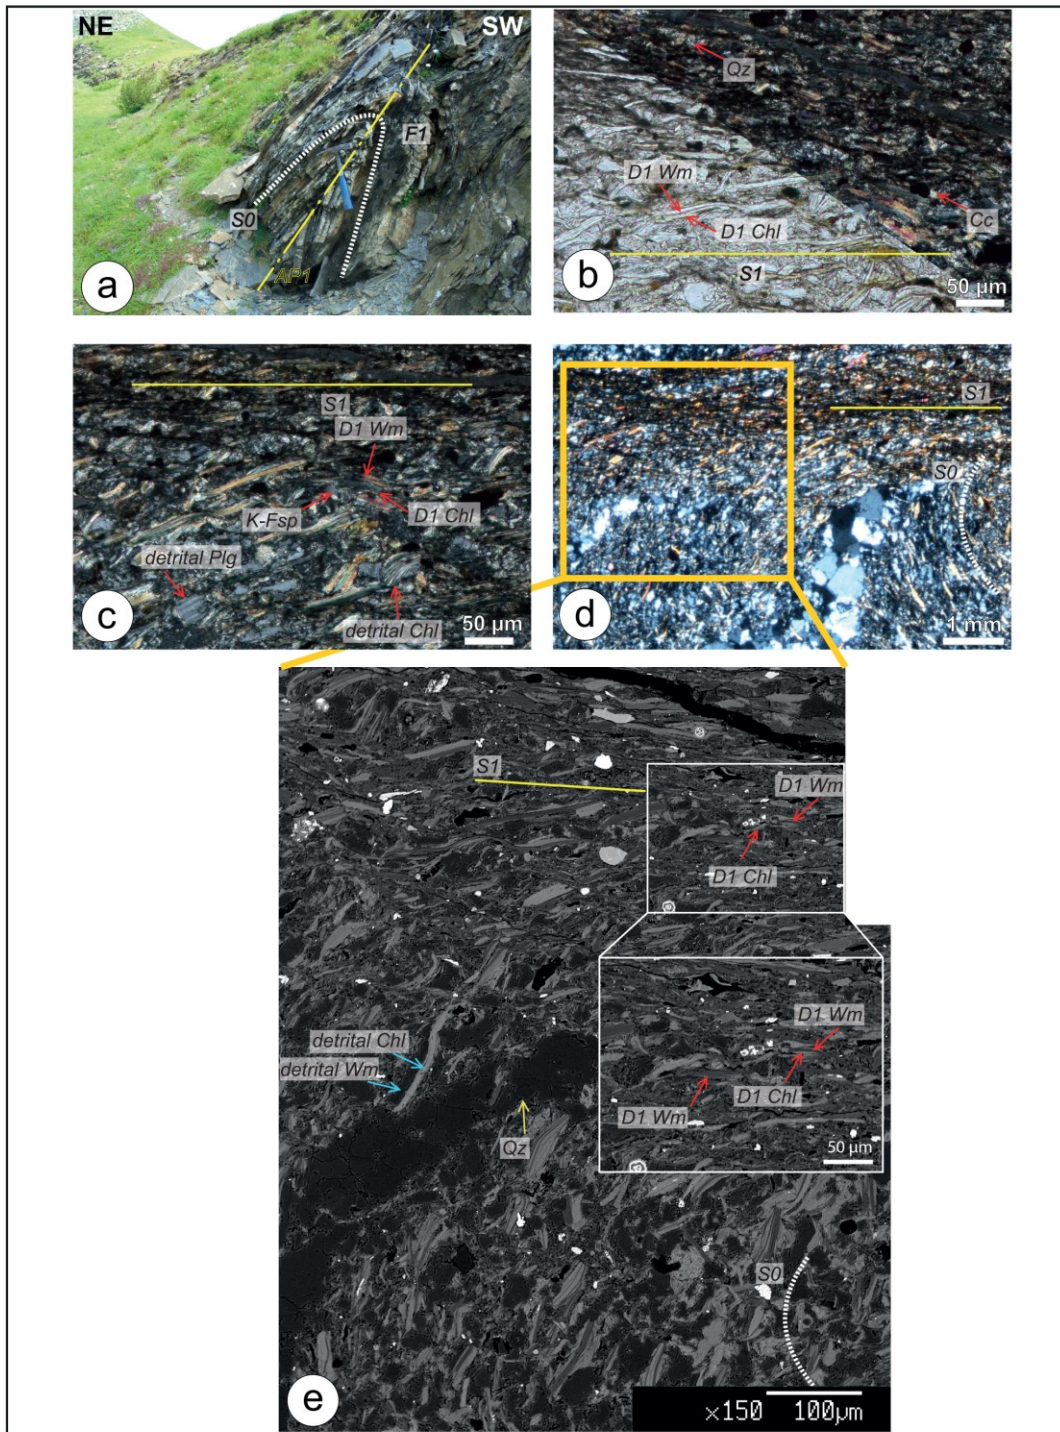 NE
SW
F1
S0
AP1
a
Qz
D1 Wm
D1 Chl
Cc
S1
b
50 µm
S1
D1 Wm
K-Fsp
D1 Chl
detrital Plg
detrital Chl
c
50 µm
S1
S0
d
1 mm
S1
D1 Wm
D1 Chl
detrital Chl
detrital Wm
Qz
D1 Wm
D1 Chl
D1 Wm
50 µm
S0
e
×150
100µm